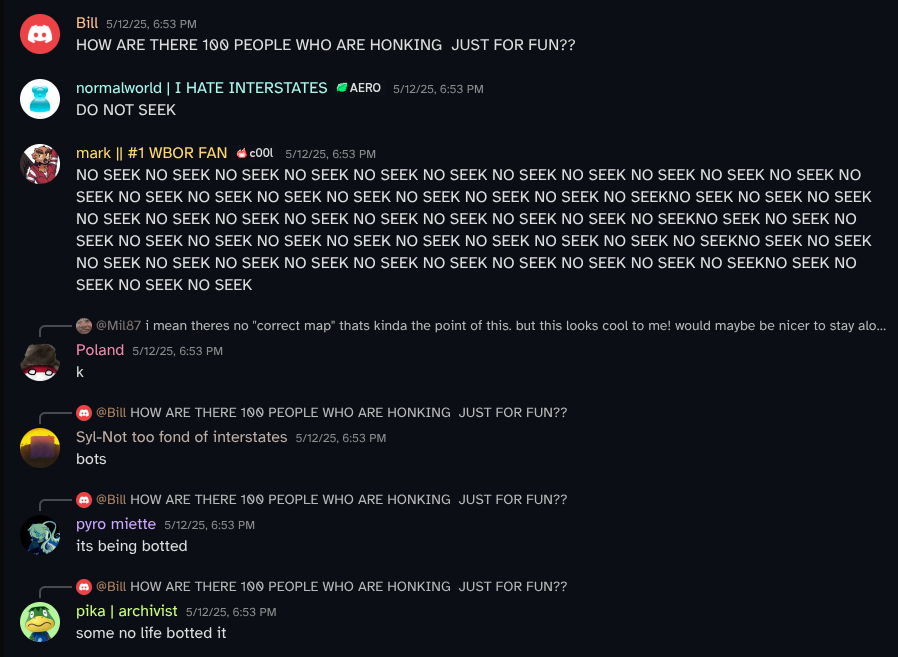 Bill 5/12/25, 6:53 PM
HOW ARE THERE 100 PEOPLE WHO ARE HONKING  JUST FOR FUN??
normalworld | I HATE INTERSTATES AERO 5/12/25, 6:53 PM
DO NOT SEEK
mark || #1 WBOR FAN c00l 5/12/25, 6:53 PM
NO SEEK NO SEEK NO SEEK NO SEEK NO SEEK NO SEEK NO SEEK NO SEEK NO SEEK NO SEEK NO SEEK NO
SEEK NO SEEK NO SEEK NO SEEK NO SEEK NO SEEK NO SEEK NO SEEK NO SEEKNO SEEK NO SEEK NO SEEK
NO SEEK NO SEEK NO SEEK NO SEEK NO SEEK NO SEEK NO SEEK NO SEEK NO SEEKNO SEEK NO SEEK NO
SEEK NO SEEK NO SEEK NO SEEK NO SEEK NO SEEK NO SEEK NO SEEK NO SEEK NO SEEKNO SEEK NO SEEK
NO SEEK NO SEEK NO SEEK NO SEEK NO SEEK NO SEEK NO SEEK NO SEEK NO SEEK NO SEEKNO SEEK NO
SEEK NO SEEK NO SEEK
@Mil87 i mean theres no "correct map" thats kinda the point of this. but this looks cool to me! would maybe be nicer to stay alo...
Poland 5/12/25, 6:53 PM
k
@Bill HOW ARE THERE 100 PEOPLE WHO ARE HONKING  JUST FOR FUN??
Syl-Not too fond of interstates 5/12/25, 6:53 PM
bots
@Bill HOW ARE THERE 100 PEOPLE WHO ARE HONKING  JUST FOR FUN??
pyro miette 5/12/25, 6:53 PM
its being botted
@Bill HOW ARE THERE 100 PEOPLE WHO ARE HONKING  JUST FOR FUN??
pika | archivist 5/12/25, 6:53 PM
some no life botted it